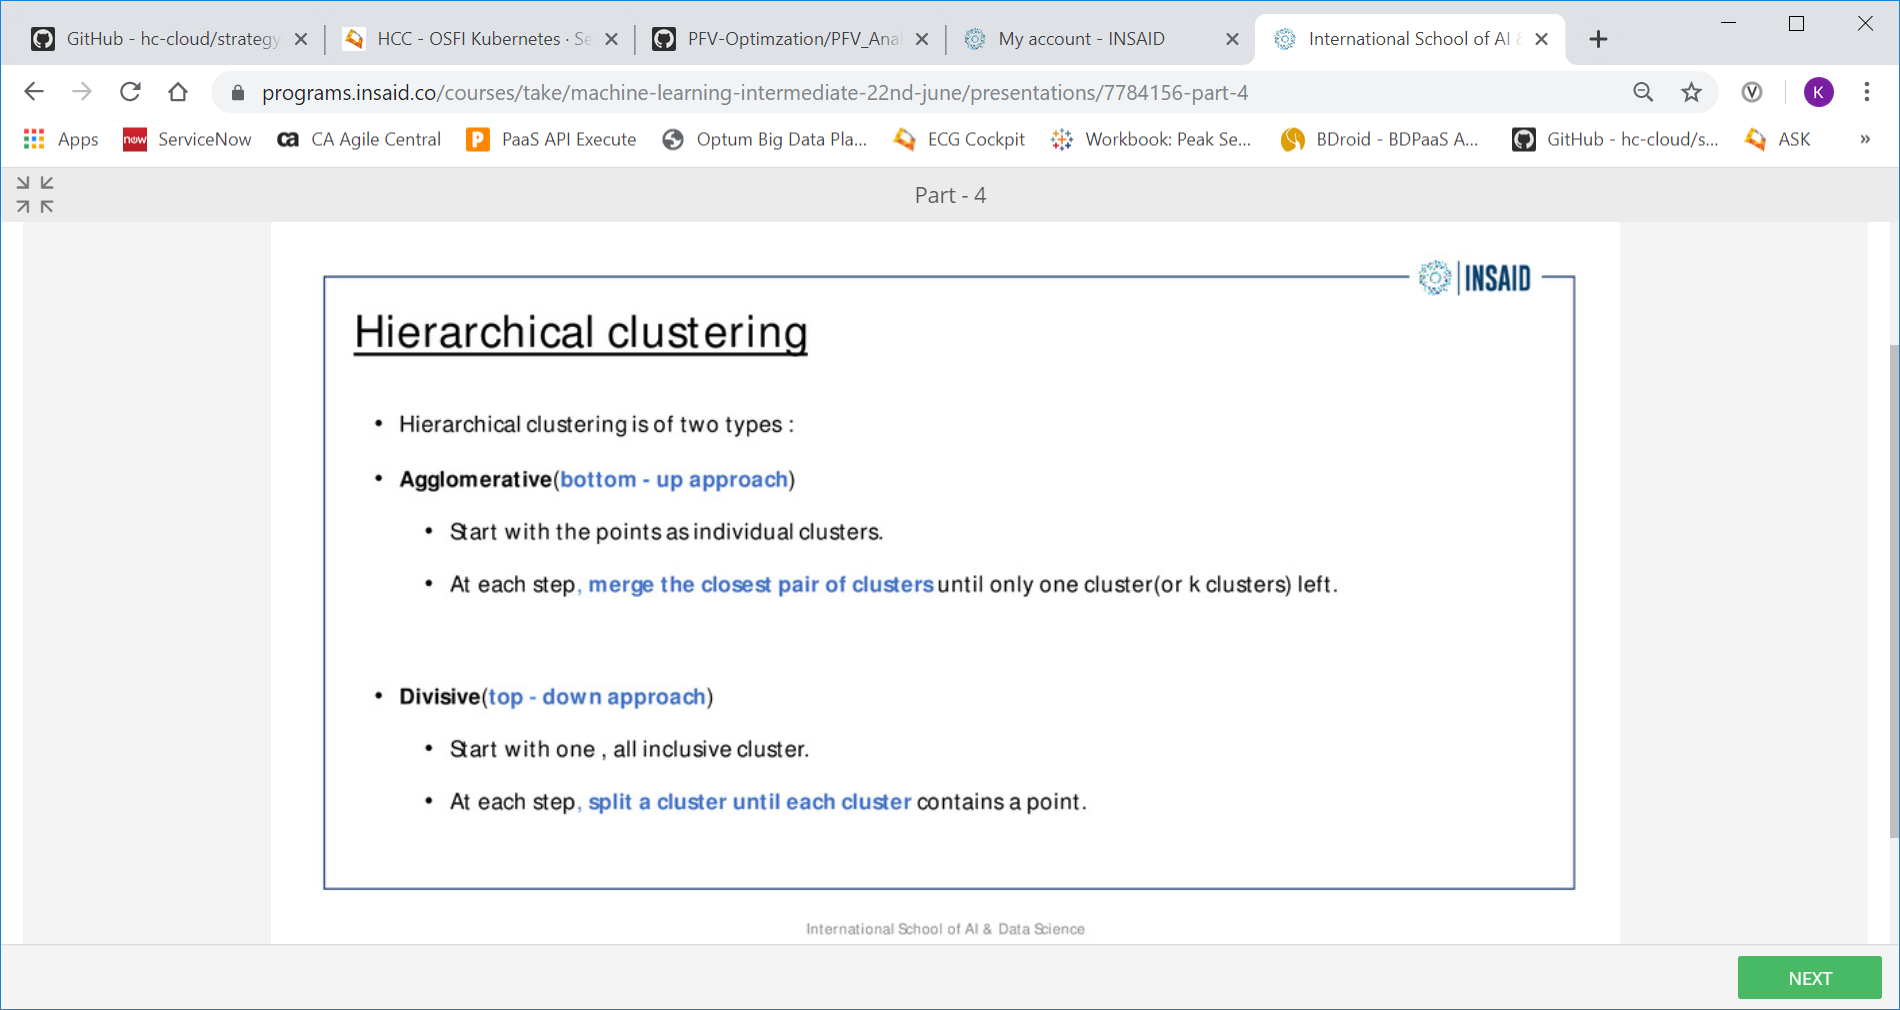 GitHub - hc-cloud/strategy
HCC - OSFI Kubernetes · Se
PFV-Optimzation/PFV_Anal
My account - INSAID
International School of AI &
programs.insaid.co/courses/take/machine-learning-intermediate-22nd-june/presentations/7784156-part-4
K
Apps
now
ServiceNow
ca
CA Agile Central
P
PaaS API Execute
Optum Big Data Pla...
ECG Cockpit
Workbook: Peak Se...
BDroid - BDPaaS A...
GitHub - hc-cloud/s...
ASK
»
Part - 4
INSAID
Hierarchical clustering
• Hierarchical clustering is of two types :
• Agglomerative(bottom - up approach)
• Start with the points as individual clusters.
• At each step, merge the closest pair of clusters until only one cluster(or k clusters) left.
• Divisive(top - down approach)
• Start with one , all inclusive cluster.
• At each step, split a cluster until each cluster contains a point.
International School of AI & Data Science
NEXT